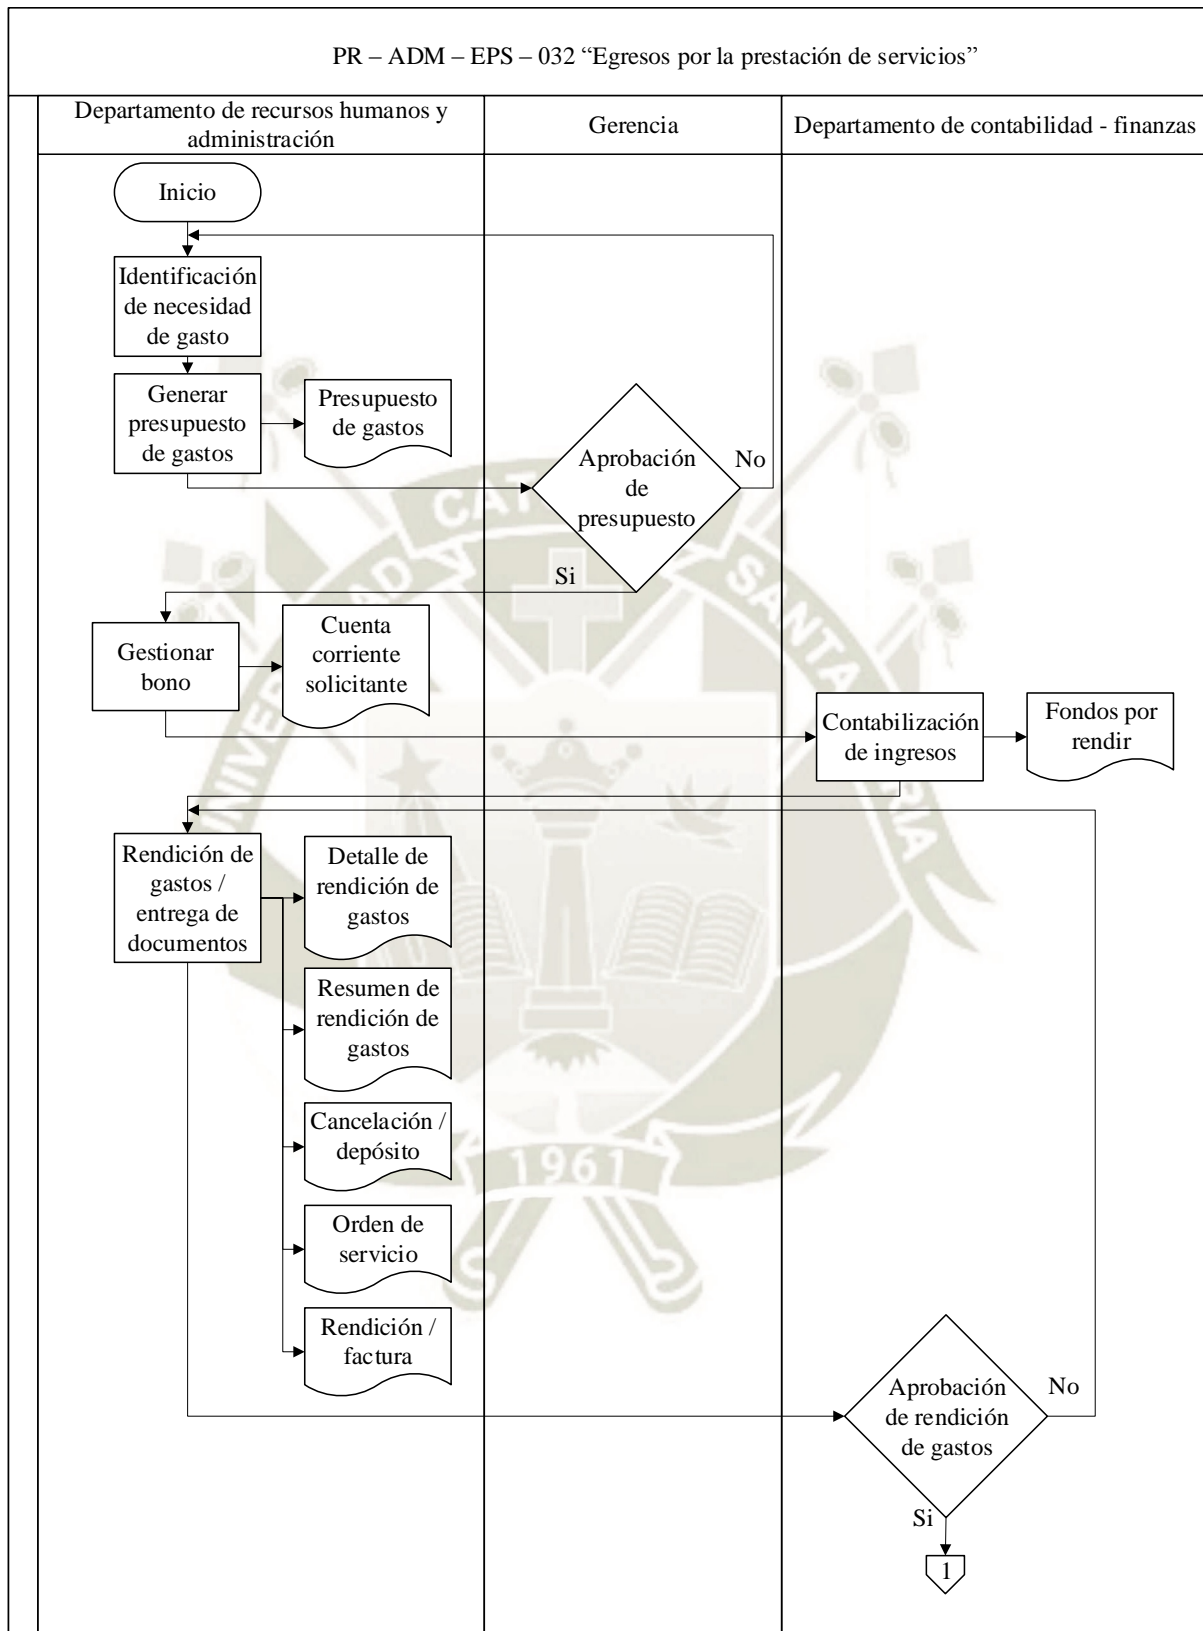 PR – ADM – EPS – 032 “Egresos por la prestación de servicios”
Departamento de recursos humanos y
administración
Gerencia
Departamento de contabilidad - finanzas
Inicio
Identificación
de necesidad
de gasto
Generar
presupuesto
de gastos
Presupuesto
de gastos
Aprobación
de
presupuesto
No
Si
Gestionar
bono
Cuenta
corriente
solicitante
Contabilización
de ingresos
Fondos por
rendir
Rendición de
gastos /
entrega de
documentos
Detalle de
rendición de
gastos
Resumen de
rendición de
gastos
Cancelación /
depósito
Orden de
servicio
Rendición /
factura
Aprobación
de rendición
de gastos
No
Si
1
SANTA
1961